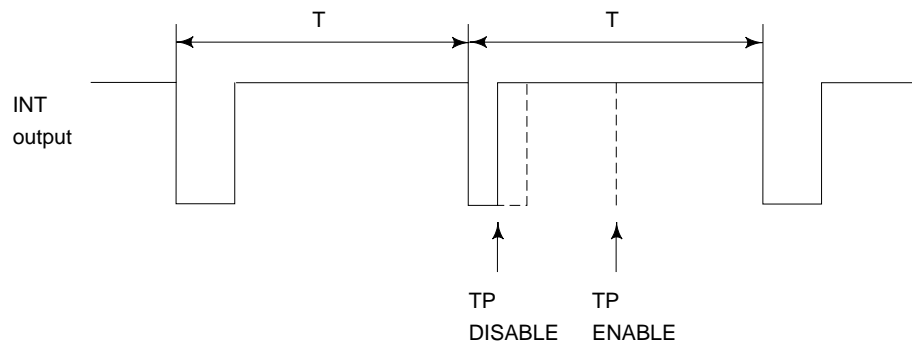 T
T
INT
output
TP
DISABLE
TP
ENABLE